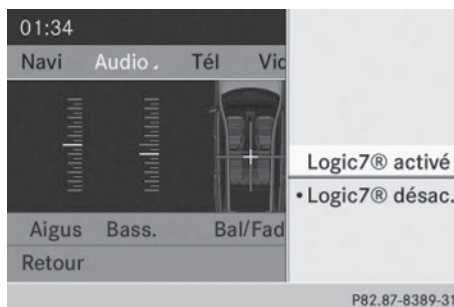 01:34
Navi Audio Tél Vid
Logic7® activé
• Logic7® désac.
Aigus Bass. Bal/Fad
Retour
P82.87-8389-31